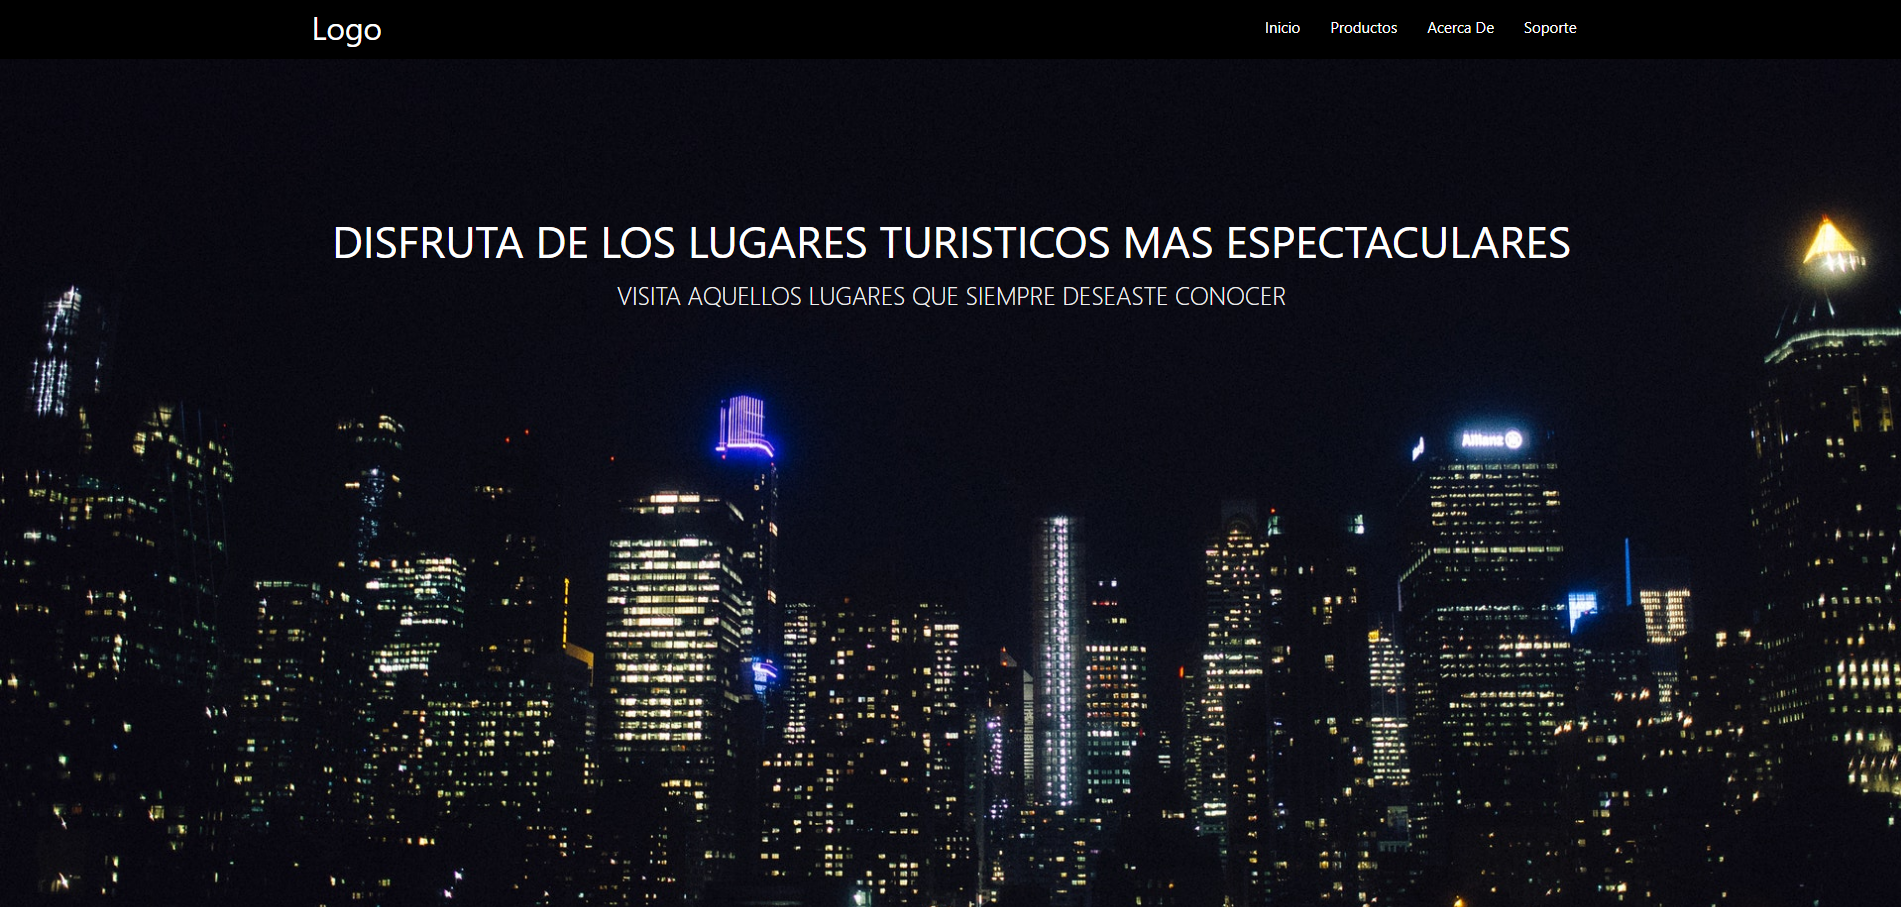 Logo
Inicio Productos Acerca De Soporte
DISFRUTA DE LOS LUGARES TURISTICOS MAS ESPECTACULARES
VISITA AQUELLOS LUGARES QUE SIEMPRE DESEASTE CONOCER
Allianz